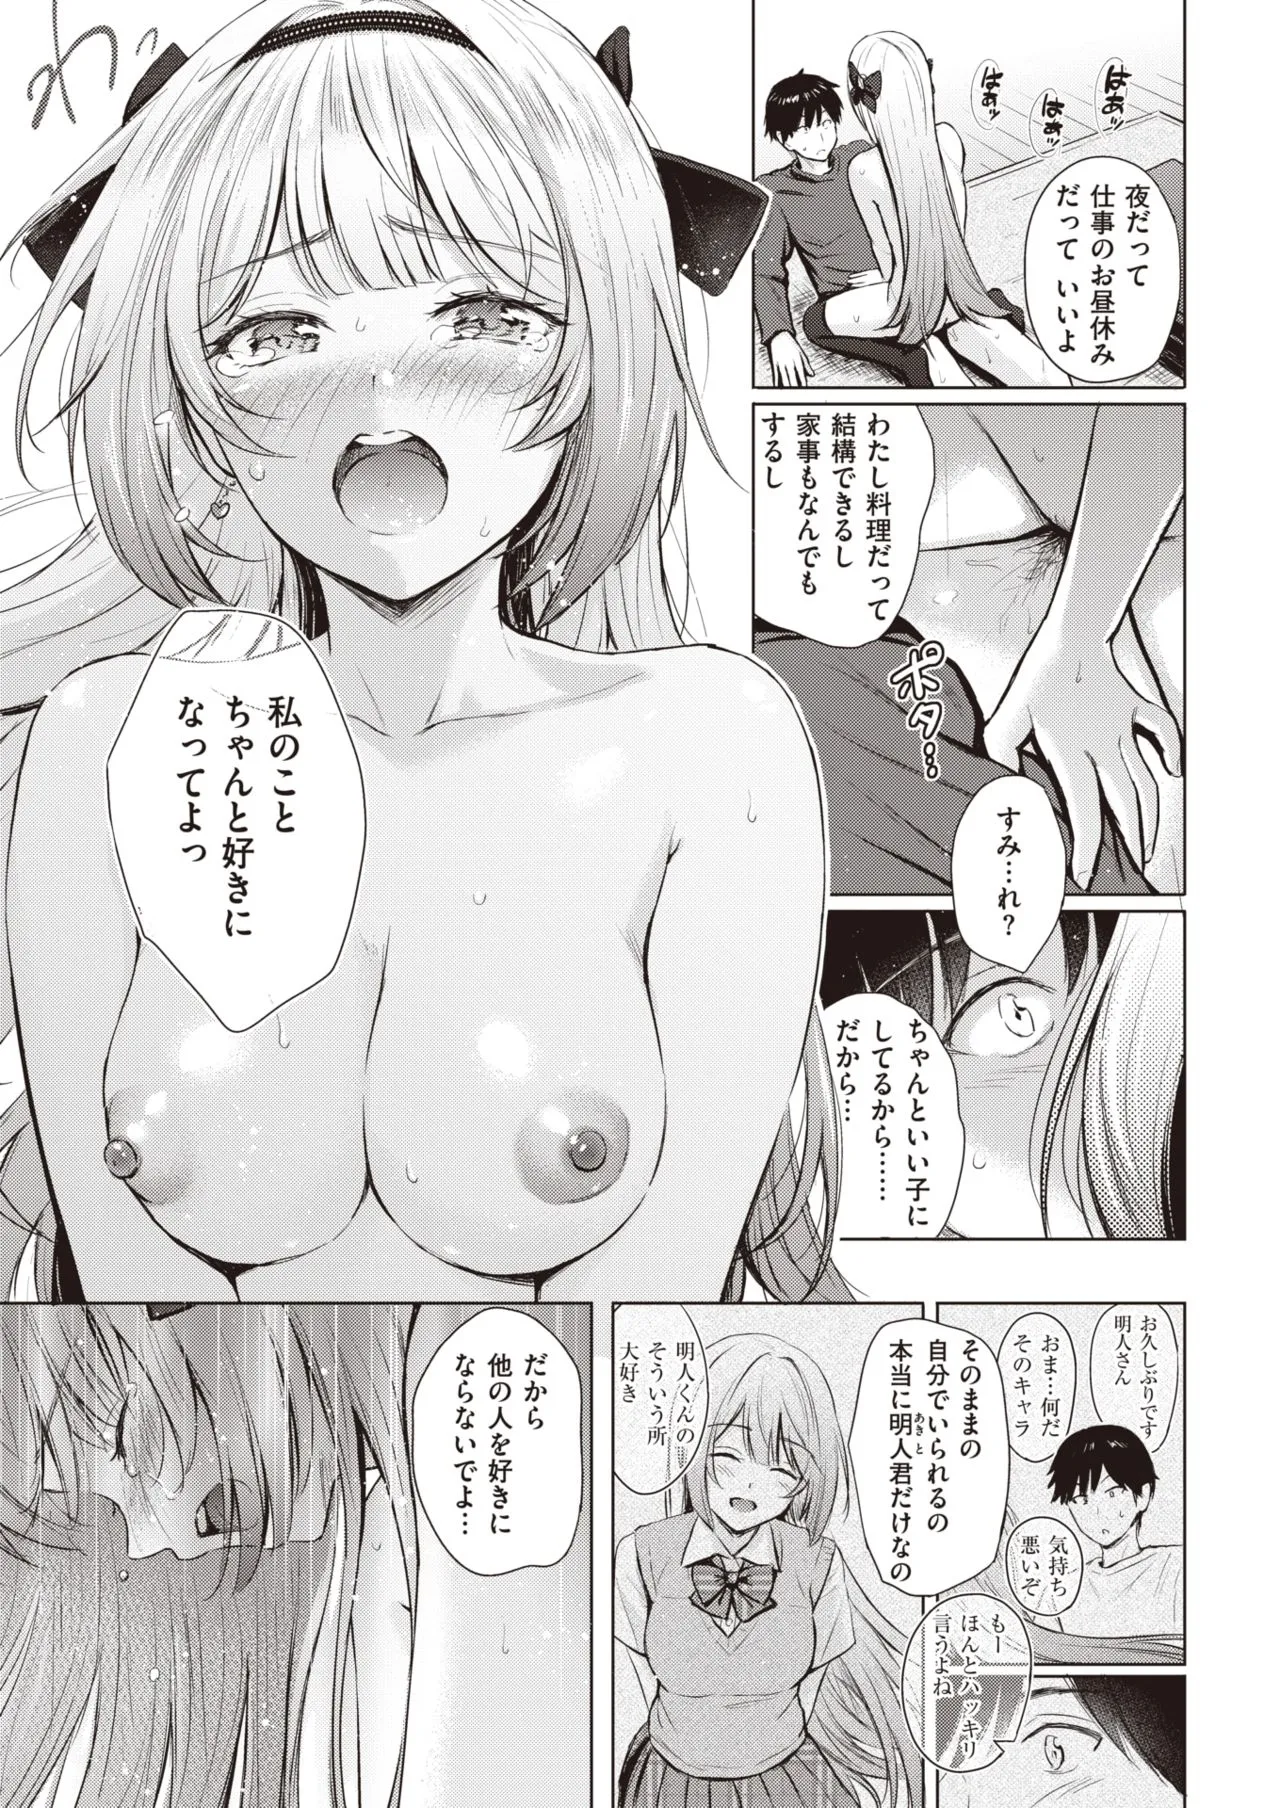 はぁッ
はぁッ
はぁッ
夜だって
仕事のお昼休み
だって いいよ
わたし料理だって
結構できるし
家事もなんでも
するし
ポタ…
すみ…れ?
ちゃんといい子に
してるから……
だから…
わっ
私のこと
ちゃんと好きに
なってよっ
お久しぶりです
明人さん
おま…何だ
そのキャラ
気持ち
悪いぞ
もー
ほんとハッキリ
言うよね
そのままの
自分でいられるの
本当に明人君だけなの
あきと
明人くんの
そういう所
大好き
だから
他の人を好きに
ならないでよ…